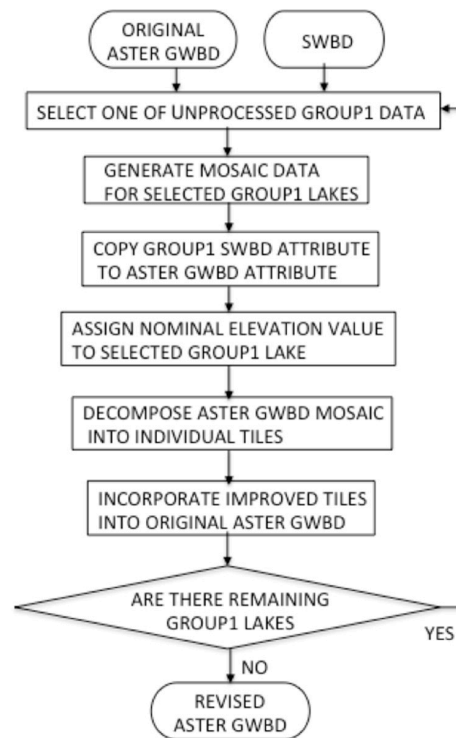 ORIGINAL
ASTER GWBD
SWBD
SELECT ONE OF UNPROCESSED GROUP1 DATA
GENERATE MOSAIC DATA
FOR SELECTED GROUP1 LAKES
COPY GROUP1 SWBD ATTRIBUTE
TO ASTER GWBD ATTRIBUTE
ASSIGN NOMINAL ELEVATION VALUE
TO SELECTED GROUP1 LAKE
DECOMPOSE ASTER GWBD MOSAIC
INTO INDIVIDUAL TILES
INCORPORATE IMPROVED TILES
INTO ORIGINAL ASTER GWBD
ARE THERE REMAINING
GROUP1 LAKES
YES
NO
REVISED
ASTER GWBD